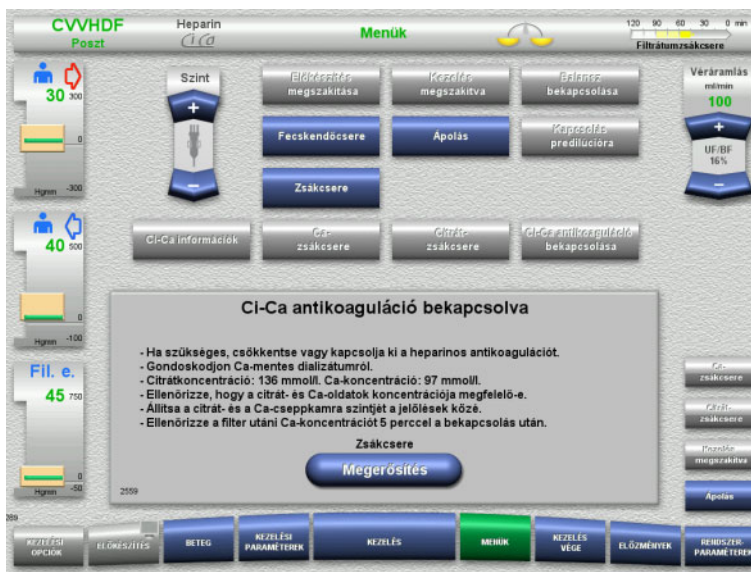 CVVHDF
Poszt
Heparin
Ci Ca
Menük
120 90 60 30 0 min
Filtrátumzsákcsere
30 300
0
Hgmm -300
40 500
0
Hgmm -100
Fil. e.
45 750
0
Hgmm -50
Szint
+
−
Előkészítés
megszakítása
Kezelés
megszakítva
Balansz
bekapcsolása
Fecskendőcsere
Ápolás
Kapcsolás
predilúcióra
Zsákcsere
Véráramlás
ml/min
100
+
UF/BF
16%
−
Ci-Ca információk
Ca-
zsákcsere
Citrát-
zsákcsere
Ci-Ca antikoaguláció
bekapcsolása
Ci-Ca antikoaguláció bekapcsolva
- Ha szükséges, csökkentse vagy kapcsolja ki a heparinos antikoagulációt.
- Gondoskodjon Ca-mentes dializátumról.
- Citrátkoncentráció: 136 mmol/l. Ca-koncentráció: 97 mmol/l.
- Ellenőrizze, hogy a citrát- és Ca-oldatok koncentrációja megfelelő-e.
- Állítsa a citrát- és a Ca-cseppkamra szintjét a jelölések közé.
- Ellenőrizze a filter utáni Ca-koncentrációt 5 perccel a bekapcsolás után.
Zsákcsere
Megerősítés
2559
Ca-
zsákcsere
Citrát-
zsákcsere
Kezelés
megszakítva
Ápolás
KEZELÉSI
OPCIÓK
ELŐKÉSZÍTÉS
BETEG
KEZELÉSI
PARAMÉTEREK
KEZELÉS
MENÜK
KEZELÉS
VÉGE
ELŐZMÉNYEK
RENDSZER-
PARAMÉTEREK